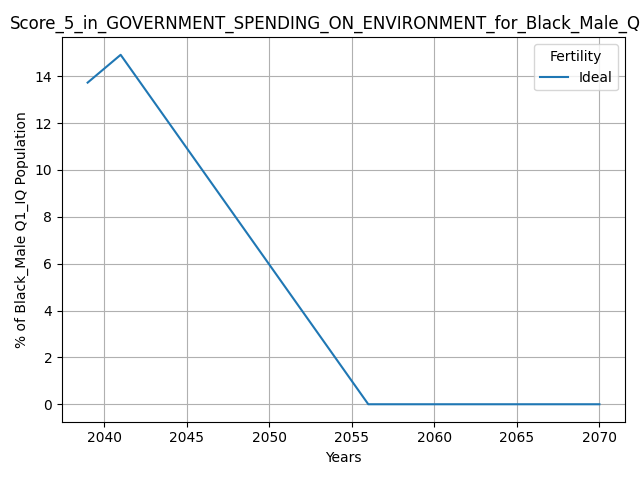 Score_5_in_GOVERNMENT_SPENDING_ON_ENVIRONMENT_for_Black_Male_Q
Fertility
Ideal
% of Black_Male Q1_IQ Population
14
12
10
8
6
4
2
0
2040 2045 2050 2055 2060 2065 2070
Years